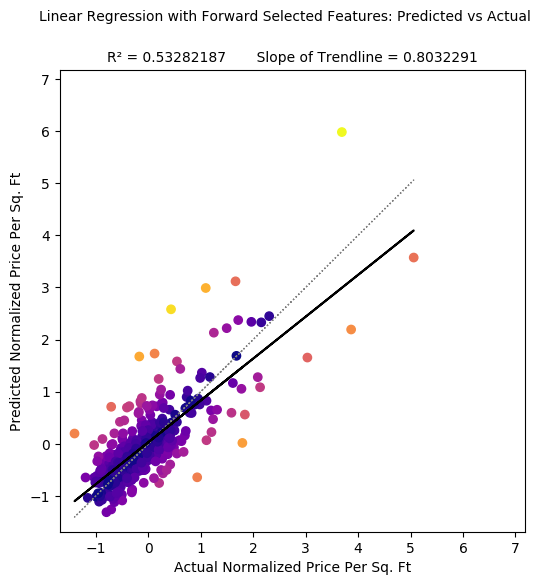 Linear Regression with Forward Selected Features: Predicted vs Actual
R² = 0.53282187 Slope of Trendline = 0.8032291
7
6
5
4
3
2
1
0
−1
Predicted Normalized Price Per Sq. Ft
−1 0 1 2 3 4 5 6 7
Actual Normalized Price Per Sq. Ft